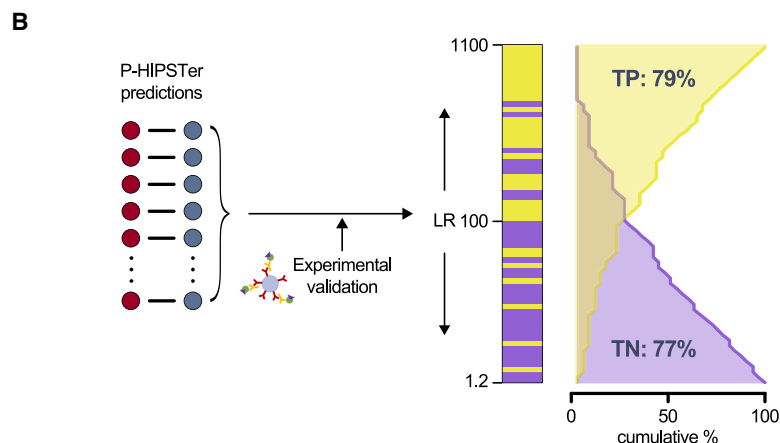 B
P-HIPSTer
predictions
Experimental
validation
1100
LR 100
1.2
TP: 79%
TN: 77%
0 50 100
cumulative %